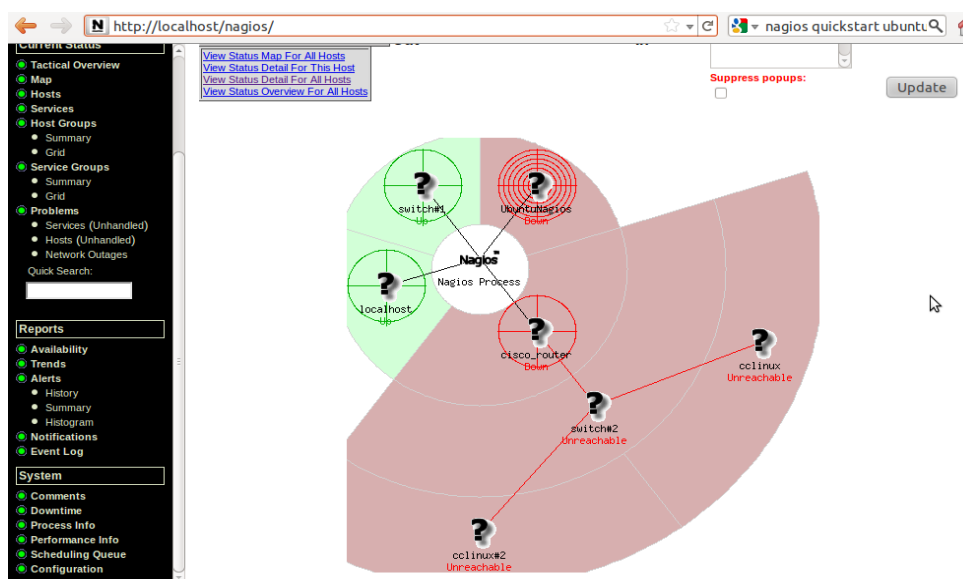 http://localhost/nagios/
nagios quickstart ubuntu
Current Status
Tactical Overview
Map
Hosts
Services
Host Groups
Summary
Grid
Service Groups
Summary
Grid
Problems
Services (Unhandled)
Hosts (Unhandled)
Network Outages
Quick Search:
Reports
Availability
Trends
Alerts
History
Summary
Histogram
Notifications
Event Log
System
Comments
Downtime
Process Info
Performance Info
Scheduling Queue
Configuration
View Status Map For All Hosts
View Status Detail For This Host
View Status Detail For All Hosts
View Status Overview For All Hosts
Suppress popups:
Update
switch#1
Up
UbuntuNagios
Down
Nagios
Nagios Process
localhost
Up
cisco_router
Down
cclinux
Unreachable
switch#2
Unreachable
cclinux#2
Unreachable